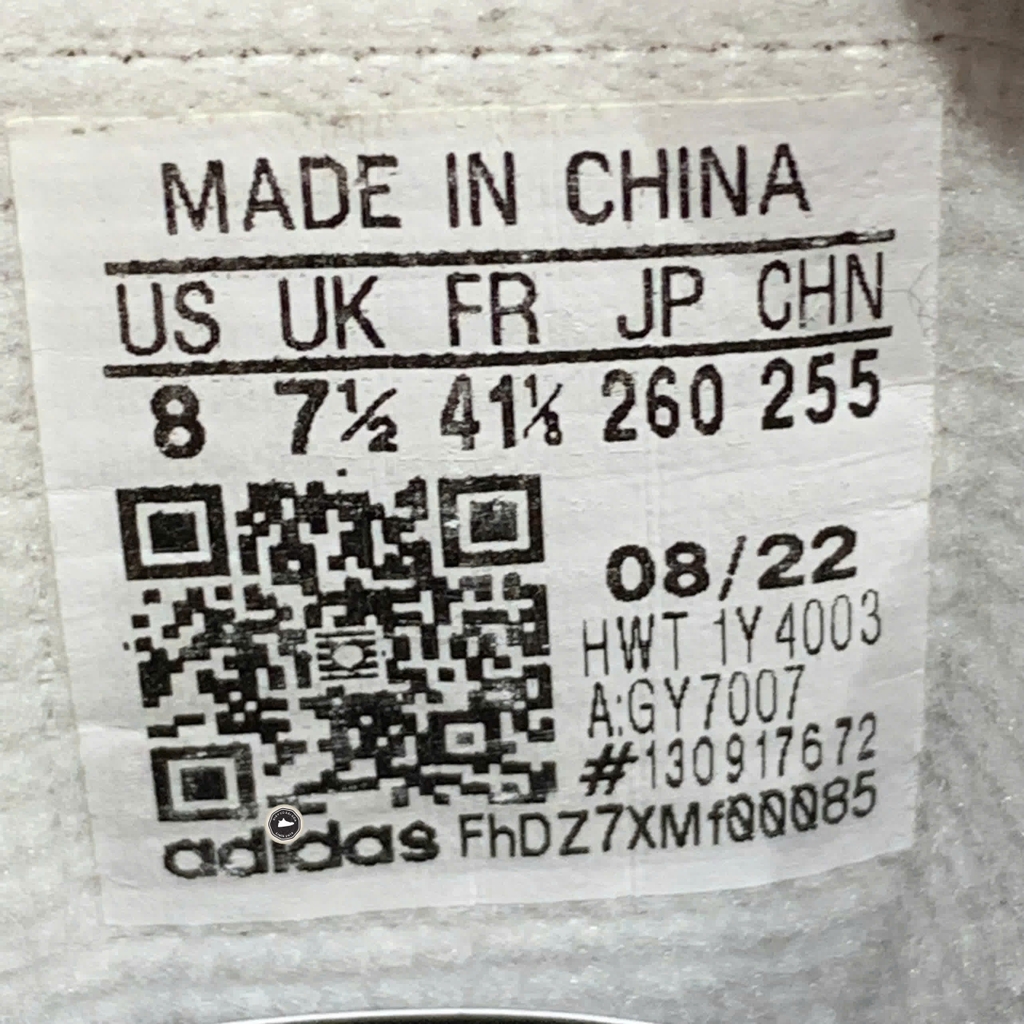 MADE IN CHINA
US UK FR JP CHN
8 7½ 41⅓ 260 255
08/22
HWT 1Y4003
A:GY7007
#130917672
adidas FhDZ7XMfQQQ85